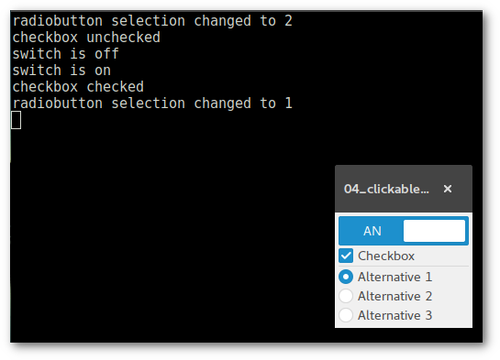 radiobutton selection changed to 2
checkbox unchecked
switch is off
switch is on
checkbox checked
radiobutton selection changed to 1
04_clickable...
AN
Checkbox
Alternative 1
Alternative 2
Alternative 3